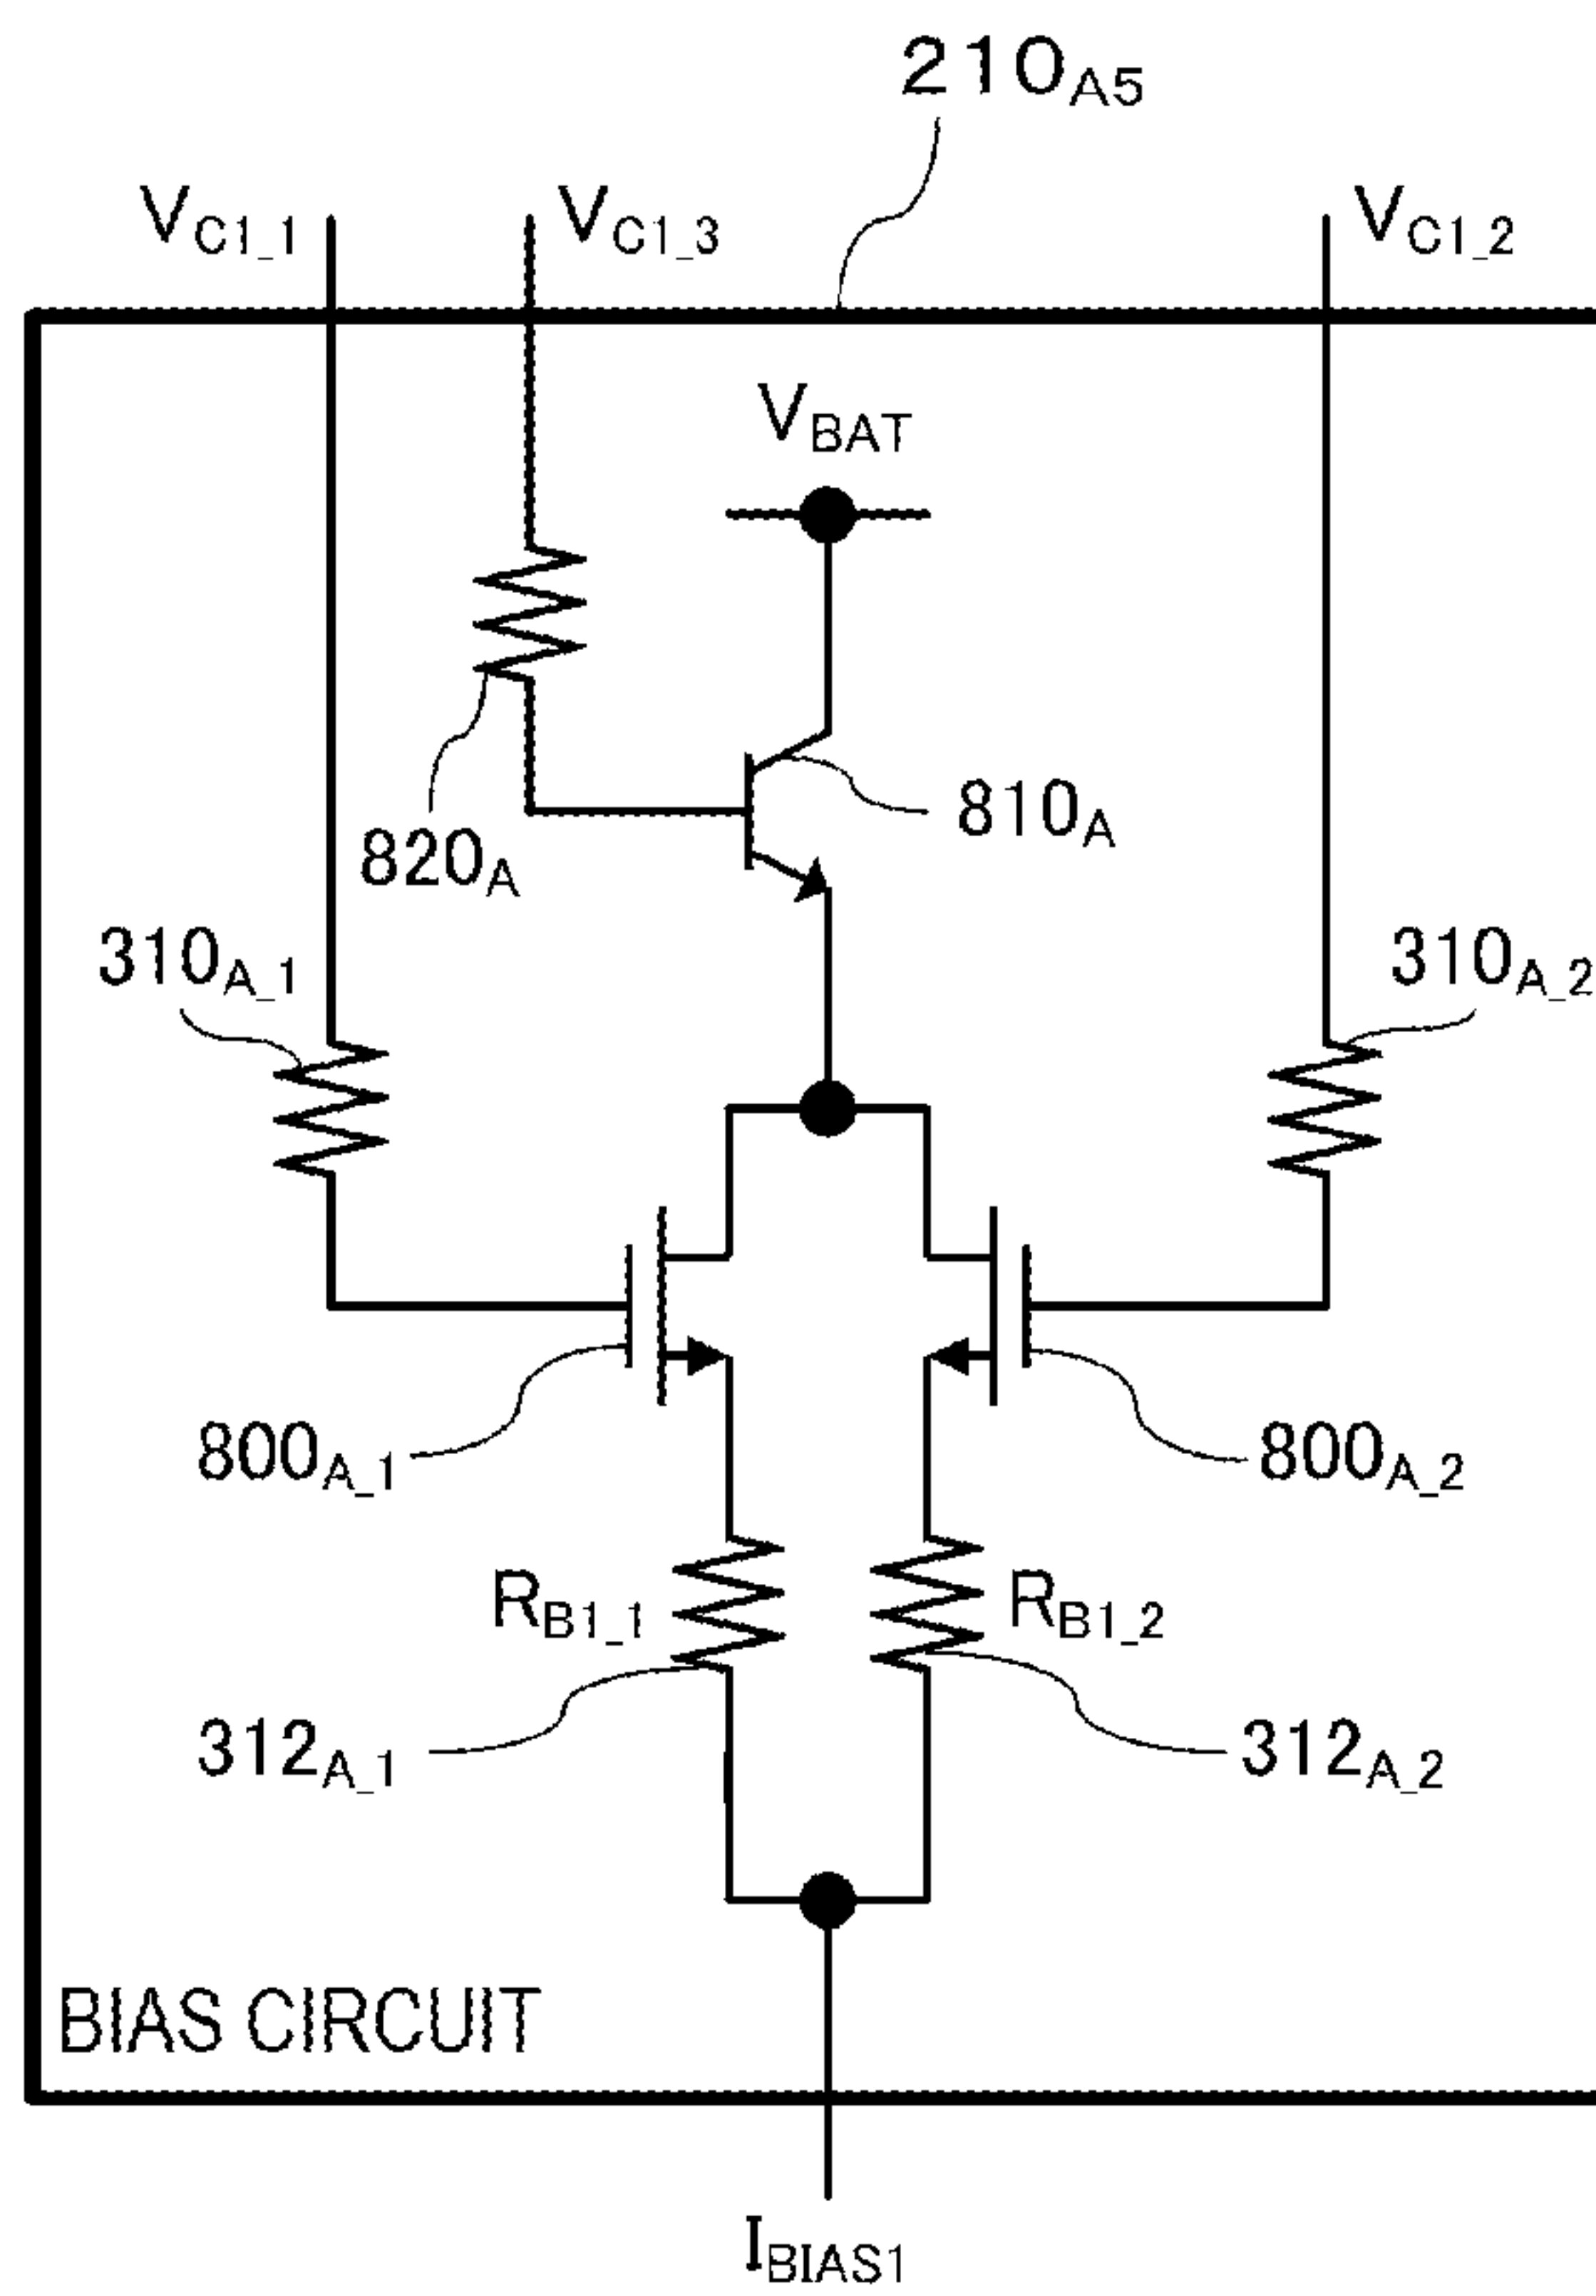 210A5
VC1_1
VC1_3
VC1_2
VBAT
810A
820A
310A_1
310A_2
800A_1
800A_2
RB1_1
RB1_2
312A_1
312A_2
BIAS CIRCUIT
IBIAS1